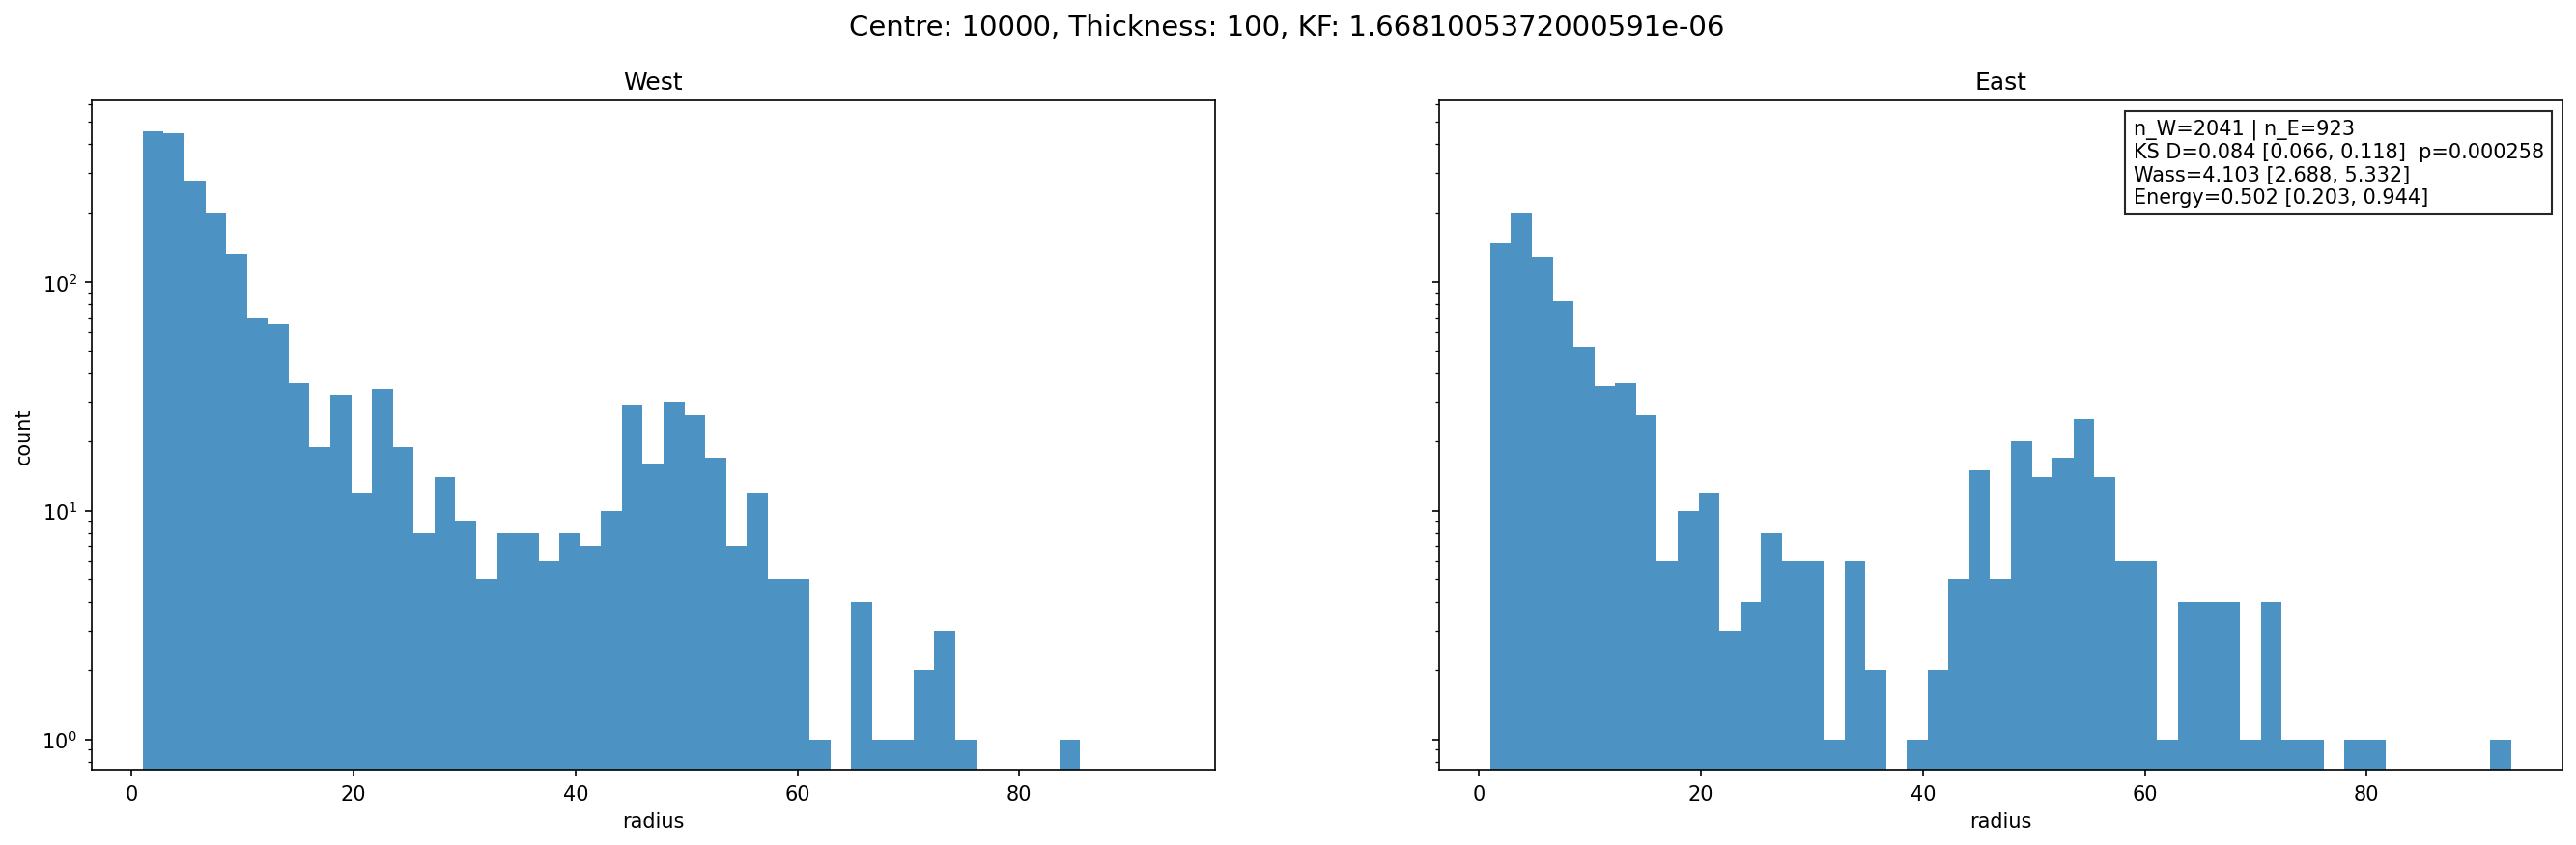 Centre: 10000, Thickness: 100, KF: 1.6681005372000591e-06
West
count
10²
10¹
10⁰
0 20 40 60 80
radius
East
n_W=2041 | n_E=923
KS D=0.084 [0.066, 0.118]  p=0.000258
Wass=4.103 [2.688, 5.332]
Energy=0.502 [0.203, 0.944]
0 20 40 60 80
radius